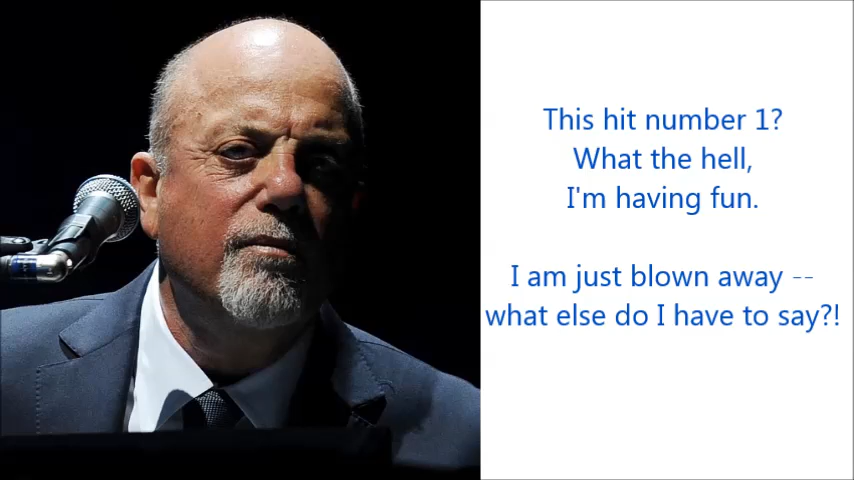 This hit number 1?
What the hell,
I'm having fun.
I am just blown away --
what else do I have to say?!